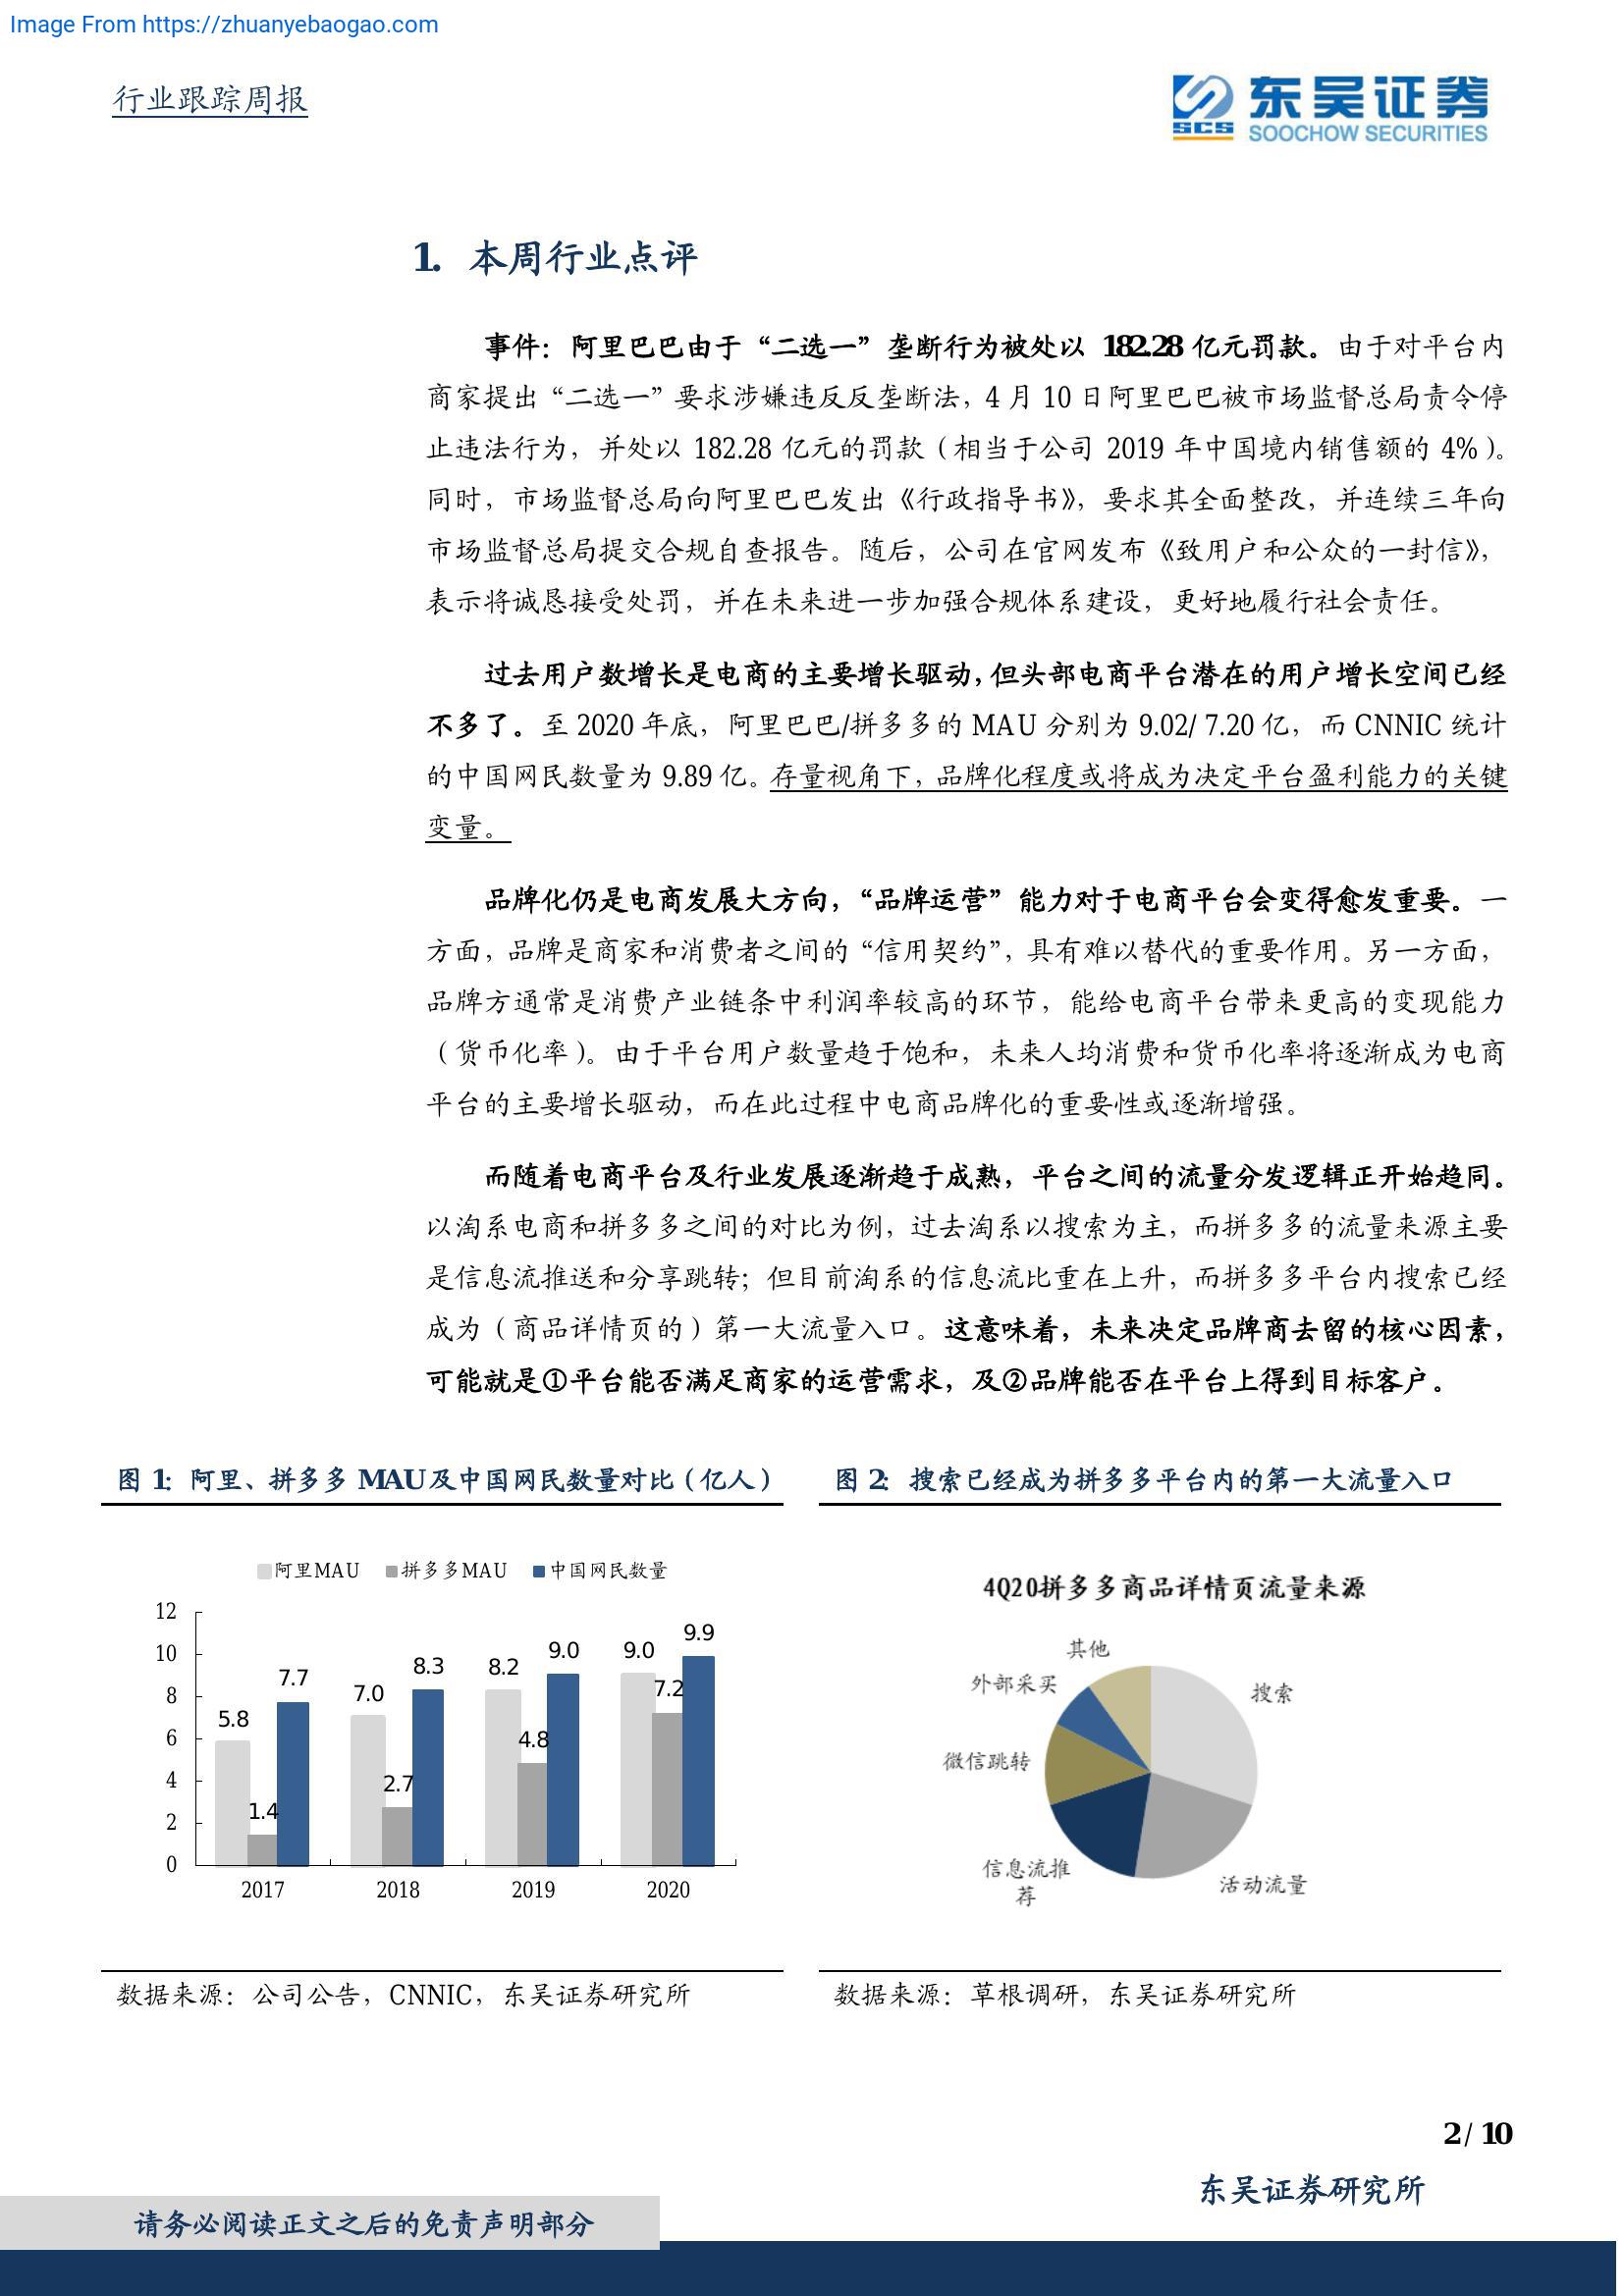 Image From https://zhuanyebaogao.com
行业跟踪周报
SCS
东吴证券
SOOCHOW SECURITIES
1. 本周行业点评
事件：阿里巴巴由于“二选一”垄断行为被处以 182.28 亿元罚款。由于对平台内
商家提出“二选一”要求涉嫌违反反垄断法，4 月 10 日阿里巴巴被市场监督总局责令停
止违法行为，并处以 182.28 亿元的罚款（相当于公司 2019 年中国境内销售额的 4%）。
同时，市场监督总局向阿里巴巴发出《行政指导书》，要求其全面整改，并连续三年向
市场监督总局提交合规自查报告。随后，公司在官网发布《致用户和公众的一封信》，
表示将诚恳接受处罚，并在未来进一步加强合规体系建设，更好地履行社会责任。
过去用户数增长是电商的主要增长驱动，但头部电商平台潜在的用户增长空间已经
不多了。至 2020 年底，阿里巴巴/拼多多的 MAU 分别为 9.02/ 7.20 亿，而 CNNIC 统计
的中国网民数量为 9.89 亿。存量视角下，品牌化程度或将成为决定平台盈利能力的关键
变量。
品牌化仍是电商发展大方向，“品牌运营”能力对于电商平台会变得愈发重要。一
方面，品牌是商家和消费者之间的“信用契约”，具有难以替代的重要作用。另一方面，
品牌方通常是消费产业链条中利润率较高的环节，能给电商平台带来更高的变现能力
（货币化率）。由于平台用户数量趋于饱和，未来人均消费和货币化率将逐渐成为电商
平台的主要增长驱动，而在此过程中电商品牌化的重要性或逐渐增强。
而随着电商平台及行业发展逐渐趋于成熟，平台之间的流量分发逻辑正开始趋同。
以淘系电商和拼多多之间的对比为例，过去淘系以搜索为主，而拼多多的流量来源主要
是信息流推送和分享跳转；但目前淘系的信息流比重在上升，而拼多多平台内搜索已经
成为（商品详情页的）第一大流量入口。这意味着，未来决定品牌商去留的核心因素，
可能就是①平台能否满足商家的运营需求，及②品牌能否在平台上得到目标客户。
图 1：阿里、拼多多 MAU 及中国网民数量对比（亿人）
阿里MAU 拼多多MAU 中国网民数量
12
10
8
6
4
2
0
5.8 1.4 7.7
7.0 2.7 8.3
8.2 4.8 9.0
9.0 7.2 9.9
2017 2018 2019 2020
数据来源：公司公告，CNNIC，东吴证券研究所
图 2：搜索已经成为拼多多平台内的第一大流量入口
4Q20拼多多商品详情页流量来源
其他
外部采买
搜索
微信跳转
信息流推
荐
活动流量
数据来源：草根调研，东吴证券研究所
2 / 10
东吴证券研究所
请务必阅读正文之后的免责声明部分